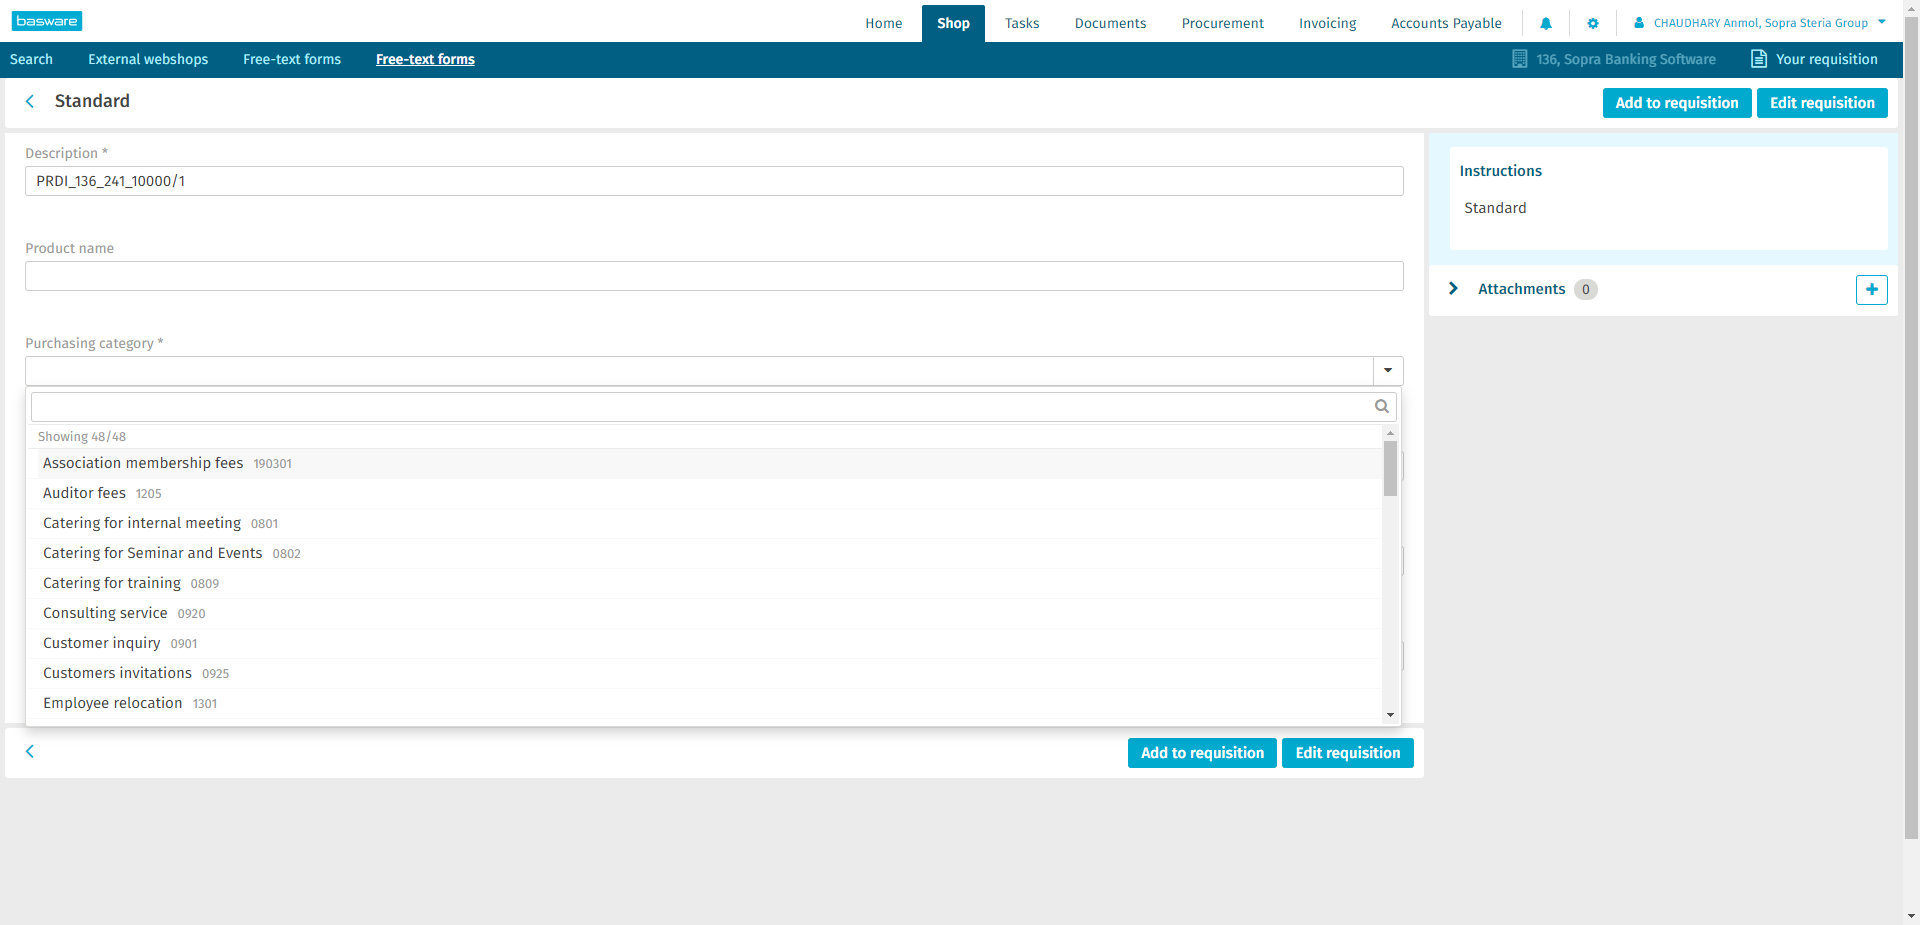 basware
Home Shop Tasks Documents Procurement Invoicing Accounts Payable CHAUDHARY Anmol, Sopra Steria Group
Search External webshops Free-text forms Free-text forms 136, Sopra Banking Software Your requisition
Standard Add to requisition Edit requisition
Description *
PRDI_136_241_10000/1
Product name
Purchasing category *
Showing 48/48
Association membership fees 190301
Auditor fees 1205
Catering for internal meeting 0801
Catering for Seminar and Events 0802
Catering for training 0809
Consulting service 0920
Customer inquiry 0901
Customers invitations 0925
Employee relocation 1301
Add to requisition Edit requisition
Instructions
Standard
Attachments 0